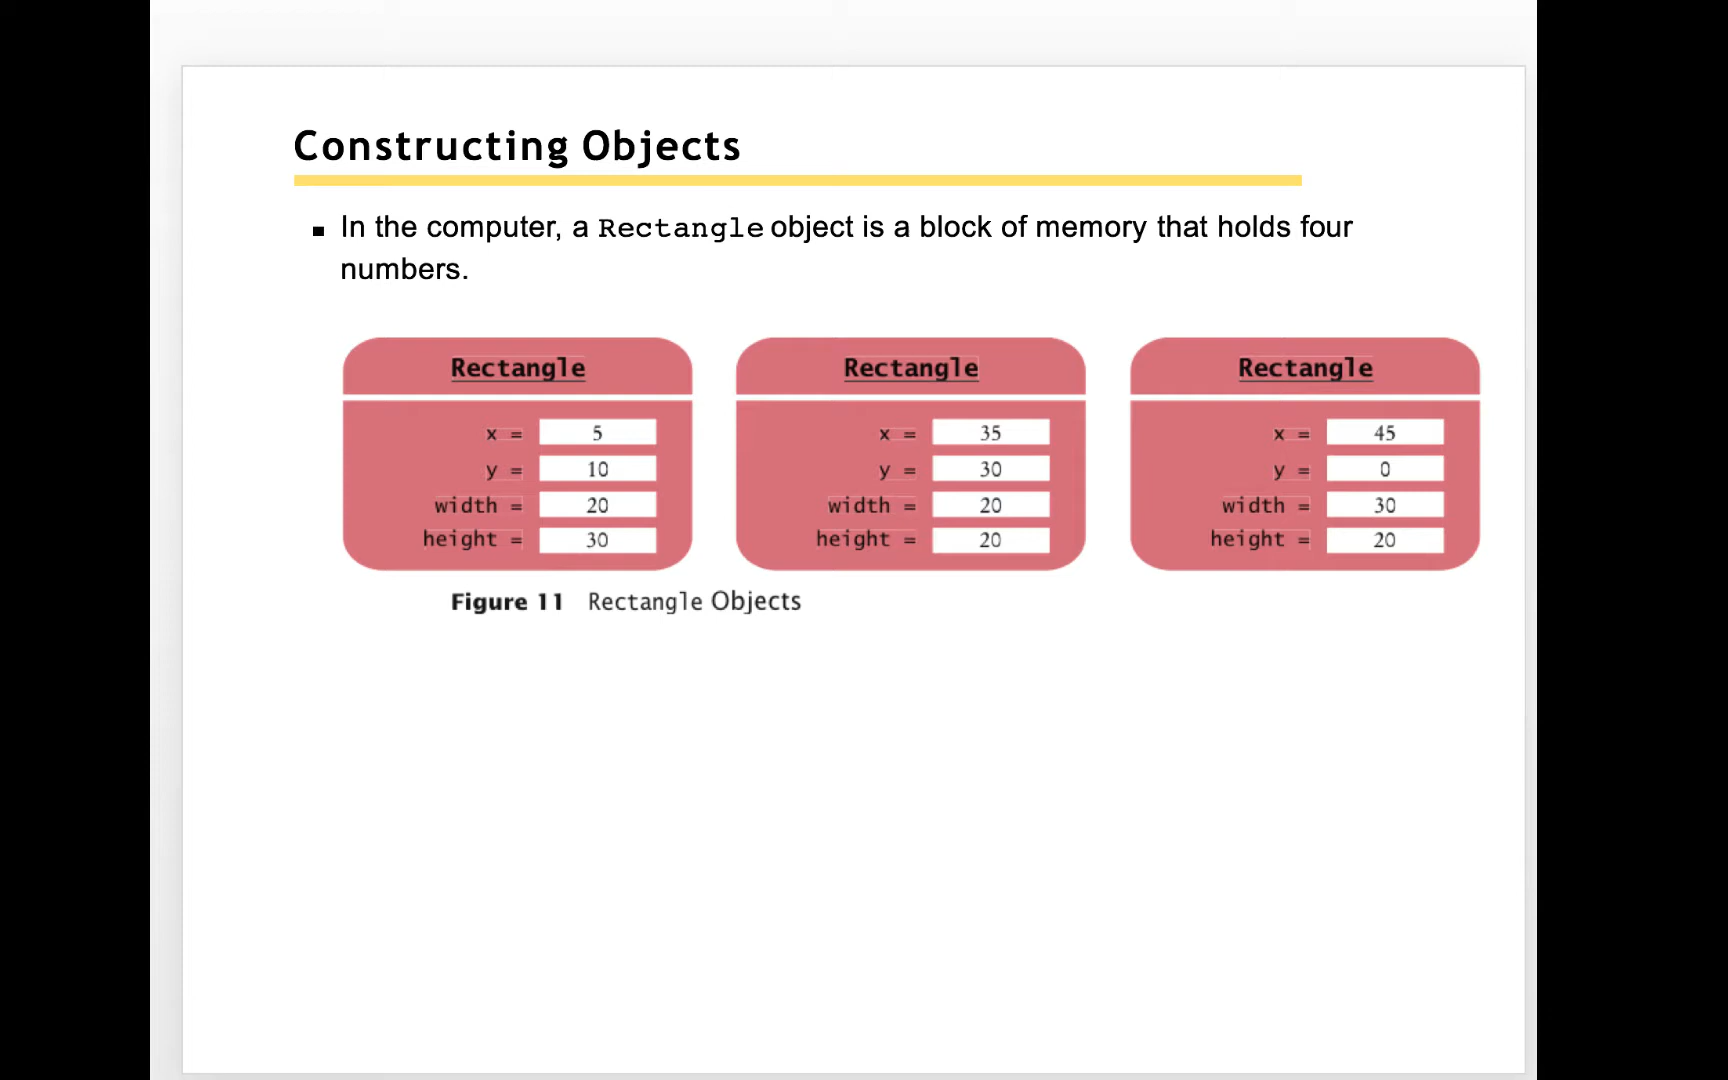 Constructing Objects
▪ In the computer, a Rectangle object is a block of memory that holds four
numbers.
Rectangle
x = 5
y = 10
width = 20
height = 30
Rectangle
x = 35
y = 30
width = 20
height = 20
Rectangle
x = 45
y = 0
width = 30
height = 20
Figure 11 Rectangle Objects